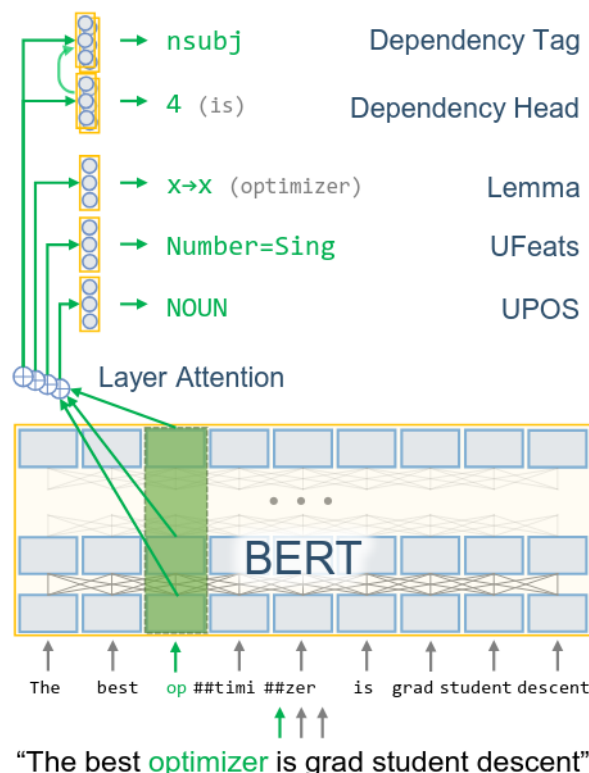 nsubj Dependency Tag
4 (is) Dependency Head
x→x (optimizer) Lemma
Number=Sing UFeats
NOUN UPOS
Layer Attention
BERT
The best op ##timi ##zer is grad student descent
“The best optimizer is grad student descent”